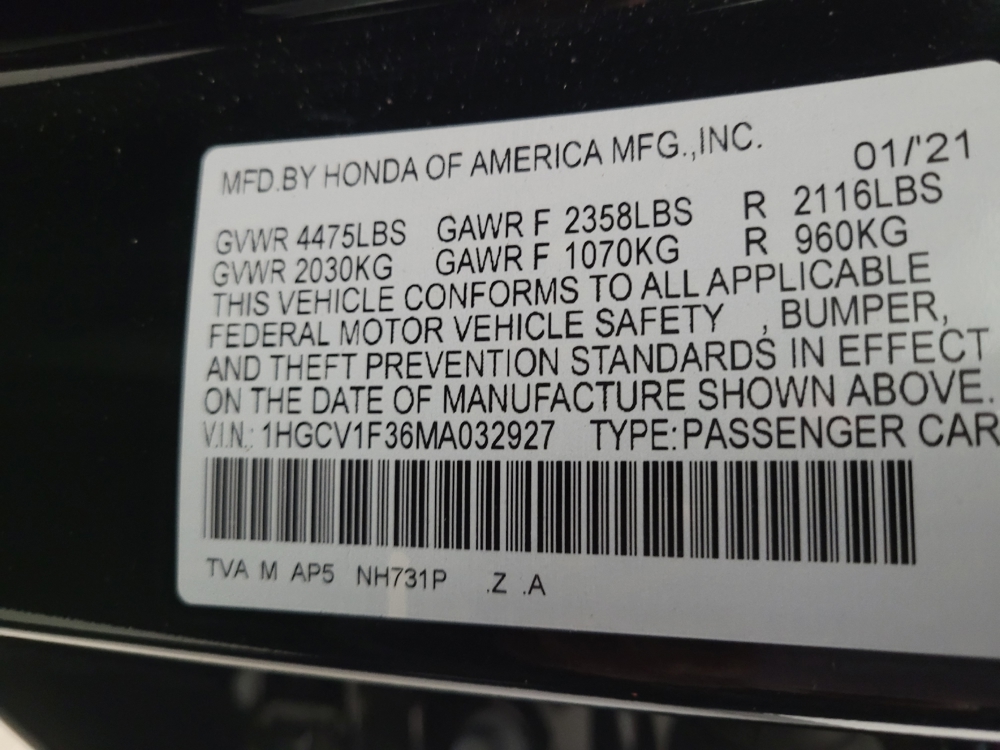 MFD.BY HONDA OF AMERICA MFG.,INC. 01/'21
GVWR 4475LBS GAWR F 2358LBS R 2116LBS
GVWR 2030KG GAWR F 1070KG R 960KG
THIS VEHICLE CONFORMS TO ALL APPLICABLE
FEDERAL MOTOR VEHICLE SAFETY , BUMPER,
AND THEFT PREVENTION STANDARDS IN EFFECT
ON THE DATE OF MANUFACTURE SHOWN ABOVE.
V.I.N.: 1HGCV1F36MA032927 TYPE:PASSENGER CAR
TVA M AP5 NH731P .Z .A